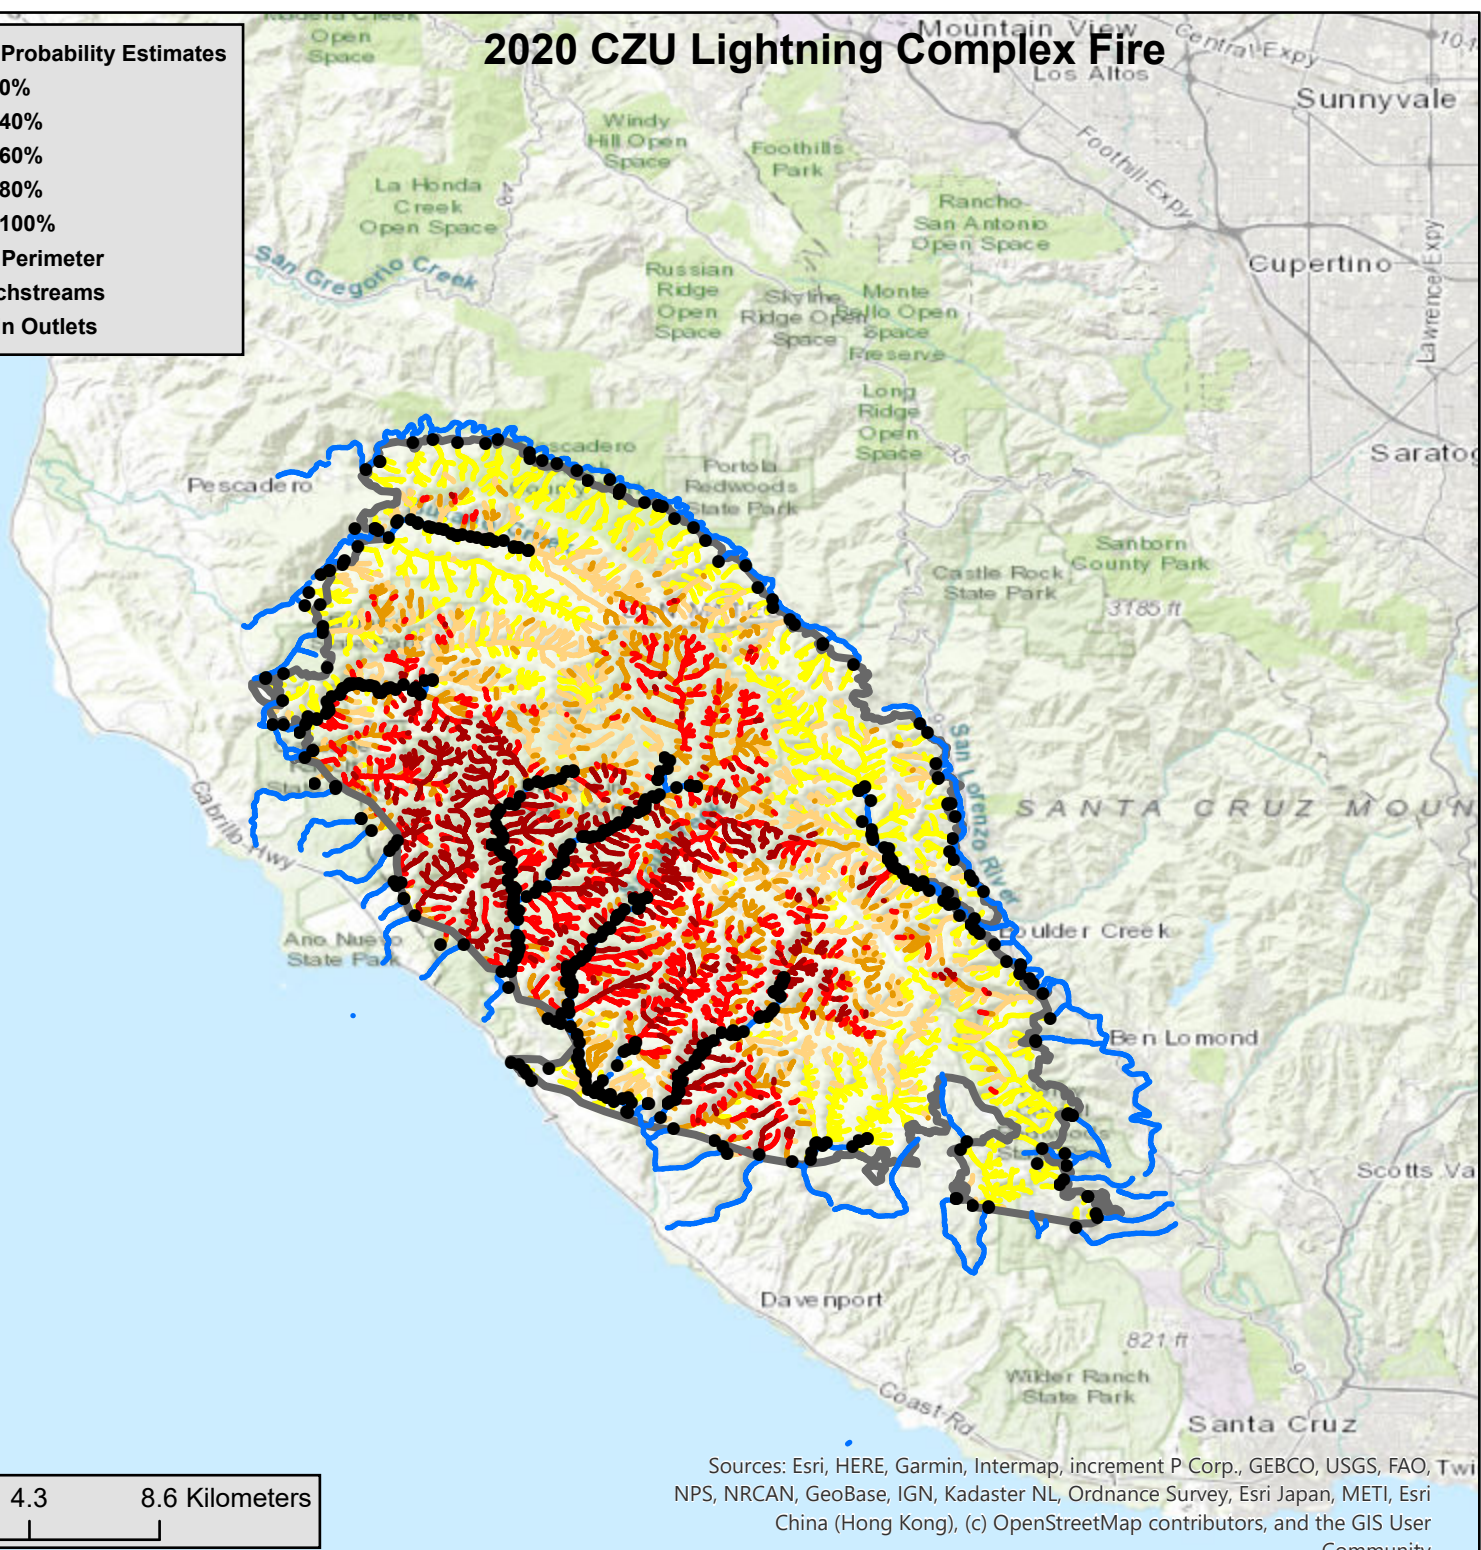 2020 CZU Lightning Complex Fire
Probability Estimates
0%
40%
60%
80%
100%
Perimeter
chstreams
n Outlets
Open
Space
Mountain View
Central Expy
Los Altos
Sunnyvale
Windy
Hill Open
Space
Foothills
Park
Foothill-Expy
La Honda
Creek
Open Space
Rancho
San Antonio
Open Space
San Gregorio Creek
Cupertino
Lawrence Expy
Russian
Ridge
Open
Space
Skyline
Ridge Open
Space
Monte
Bello Open
Space
Preserve
Long
Ridge
Open
Space
35
Saratog
Pescadero
scadero
Portola
Redwoods
State Park
Sanborn
County Park
Castle Rock
State Park
3185 ft
San Lorenzo River
SANTA CRUZ MOUN
Cabrillo Hwy
Ano Nuevo
State Park
oulder Creek
Ben Lomond
Scotts Va
Davenport
821 ft
Wilder Ranch
State Park
9
Coast-Rd
Santa Cruz
Twi
4.3
8.6 Kilometers
Sources: Esri, HERE, Garmin, Intermap, increment P Corp., GEBCO, USGS, FAO,
NPS, NRCAN, GeoBase, IGN, Kadaster NL, Ordnance Survey, Esri Japan, METI, Esri
China (Hong Kong), (c) OpenStreetMap contributors, and the GIS User
Community